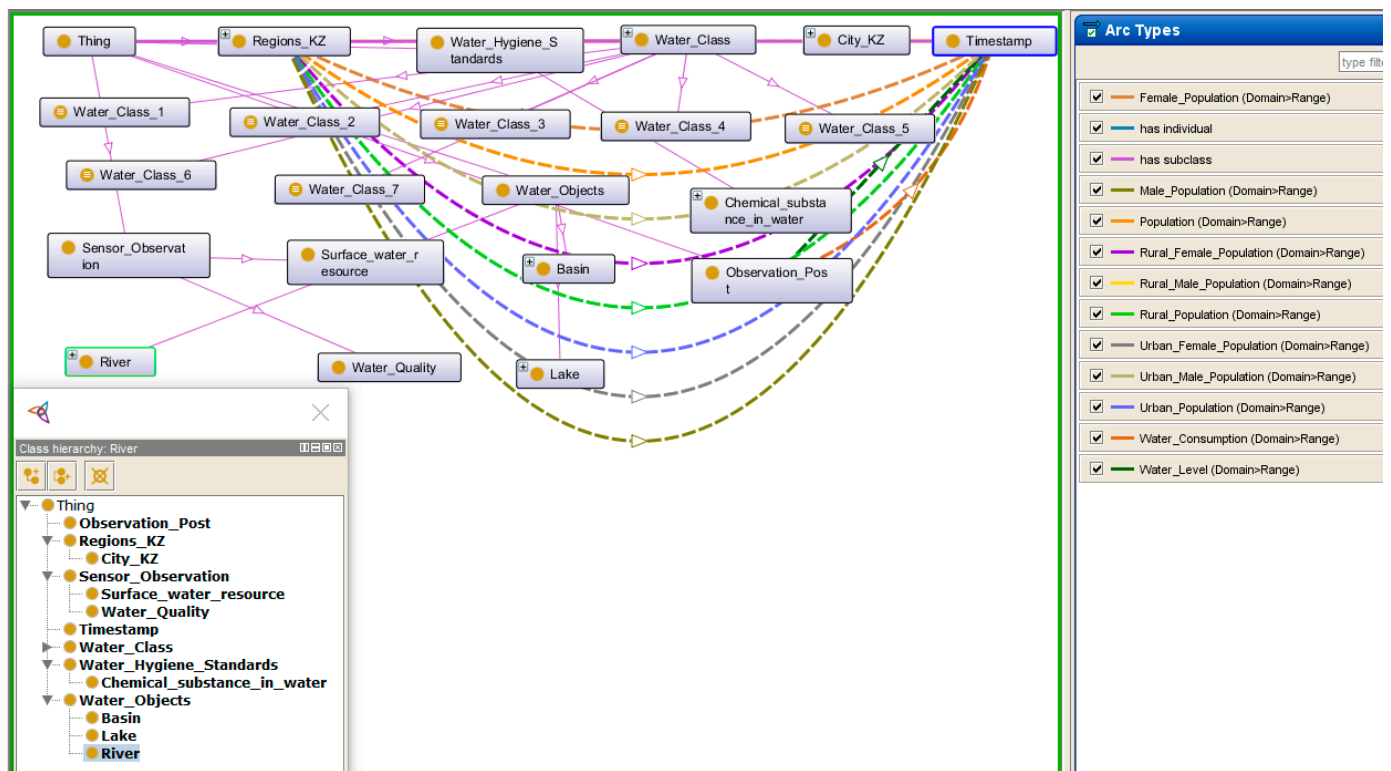 Thing
Regions_KZ
Water_Hygiene_S
tandards
Water_Class
City_KZ
Timestamp
Water_Class_1
Water_Class_2
Water_Class_3
Water_Class_4
Water_Class_5
Water_Class_6
Water_Class_7
Water_Objects
Chemical_substa
nce_in_water
Sensor_Observat
ion
Surface_water_r
esource
Basin
Observation_Pos
t
River
Water_Quality
Lake
Class hierarchy: River
Thing
Observation_Post
Regions_KZ
City_KZ
Sensor_Observation
Surface_water_resource
Water_Quality
Timestamp
Water_Class
Water_Hygiene_Standards
Chemical_substance_in_water
Water_Objects
Basin
Lake
River
Arc Types
type filte
Female_Population (Domain>Range)
has individual
has subclass
Male_Population (Domain>Range)
Population (Domain>Range)
Rural_Female_Population (Domain>Range)
Rural_Male_Population (Domain>Range)
Rural_Population (Domain>Range)
Urban_Female_Population (Domain>Range)
Urban_Male_Population (Domain>Range)
Urban_Population (Domain>Range)
Water_Consumption (Domain>Range)
Water_Level (Domain>Range)